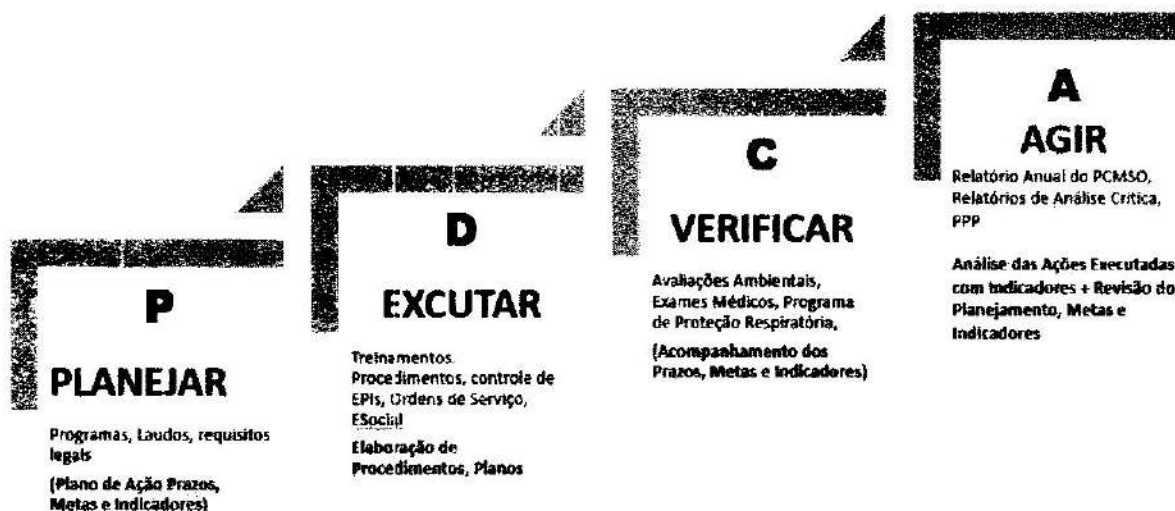 P
PLANEJAR
Programas, Laudos, requisitos
legais
(Plano de Ação Prazos,
Metas e Indicadores)
D
EXCUTAR
Treinamentos.
Procedimentos, controle de
EPIs, Ordens de Serviço,
ESocial
Elaboração de
Procedimentos, Planos
C
VERIFICAR
Avaliações Ambientais,
Exames Médicos, Programa
de Proteção Respiratória,
(Acompanhamento dos
Prazos, Metas e Indicadores)
A
AGIR
Relatório Anual do PCMSO,
Relatórios de Análise Crítica,
PPP
Análise das Ações Executadas
com Indicadores + Revisão do
Planejamento, Metas e
Indicadores